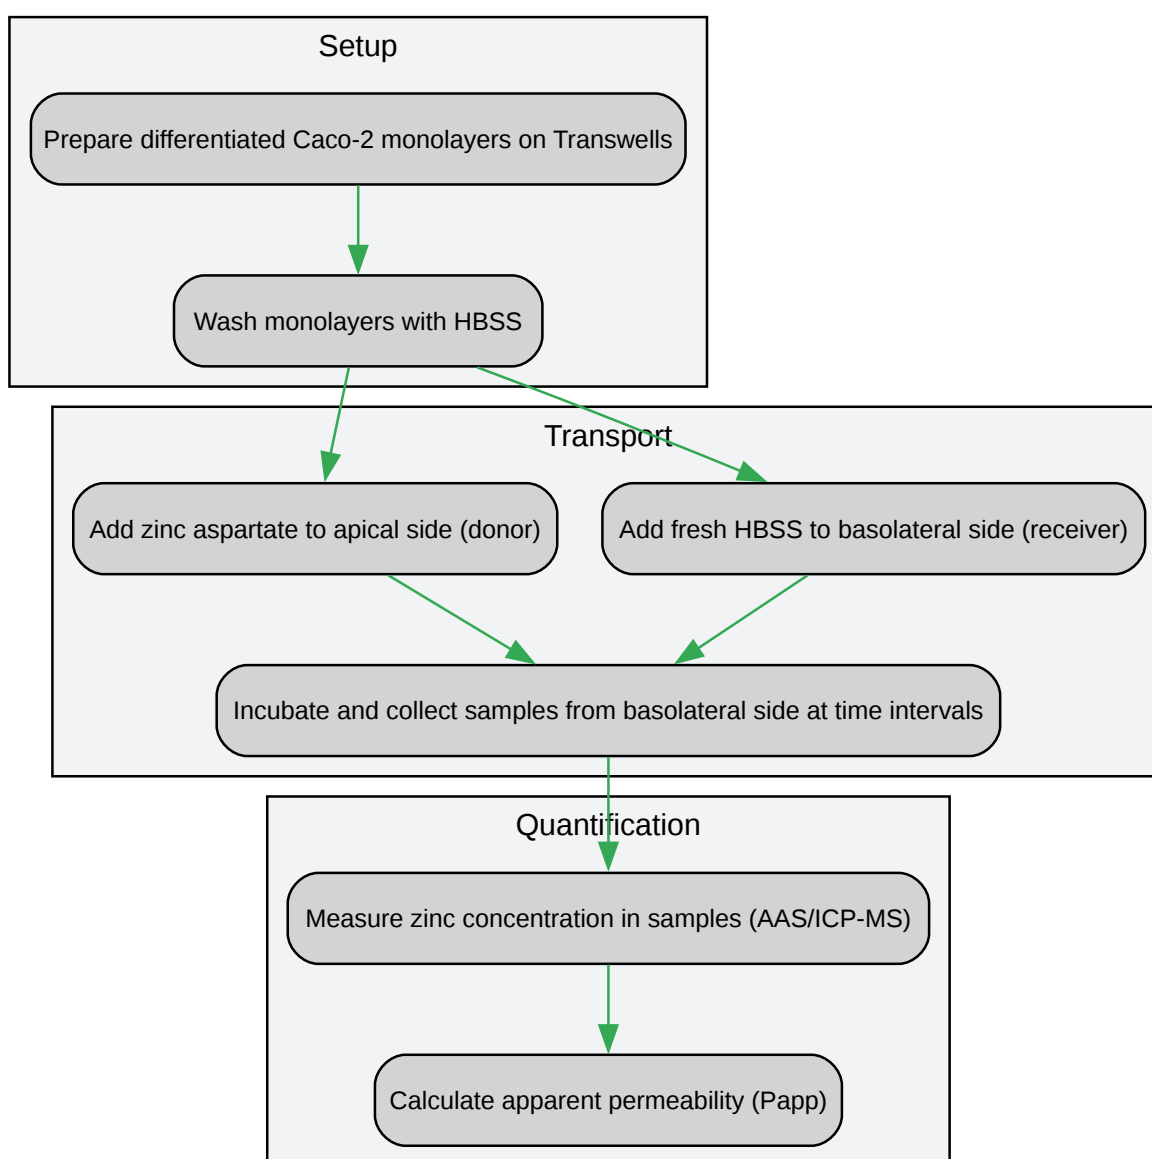 Setup
Prepare differentiated Caco-2 monolayers on Transwells
Wash monolayers with HBSS
Transport
Add zinc aspartate to apical side (donor)
Add fresh HBSS to basolateral side (receiver)
Incubate and collect samples from basolateral side at time intervals
Quantification
Measure zinc concentration in samples (AAS/ICP-MS)
Calculate apparent permeability (Papp)